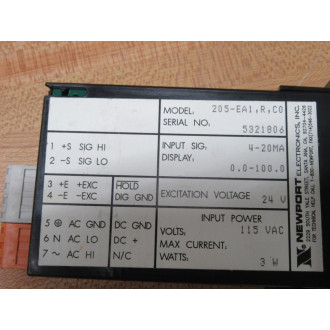 MODEL: 205-EA1,R,C0
SERIAL NO. 5321806
1 +S SIG HI
2 -S SIG LO
INPUT SIG: 4-20MA
DISPLAY: 0.0-100.0
3 +E +EXC HOLD
4 -E -EXC DIG GND
EXCITATION VOLTAGE 24 V
5 AC GND DC GND
6 N AC LO DC +
7 ~ AC HI N/C
INPUT POWER
VOLTS: 115 VAC
MAX CURRENT:
WATTS: 3 W
N
NEWPORT ELECTRONICS, INC.